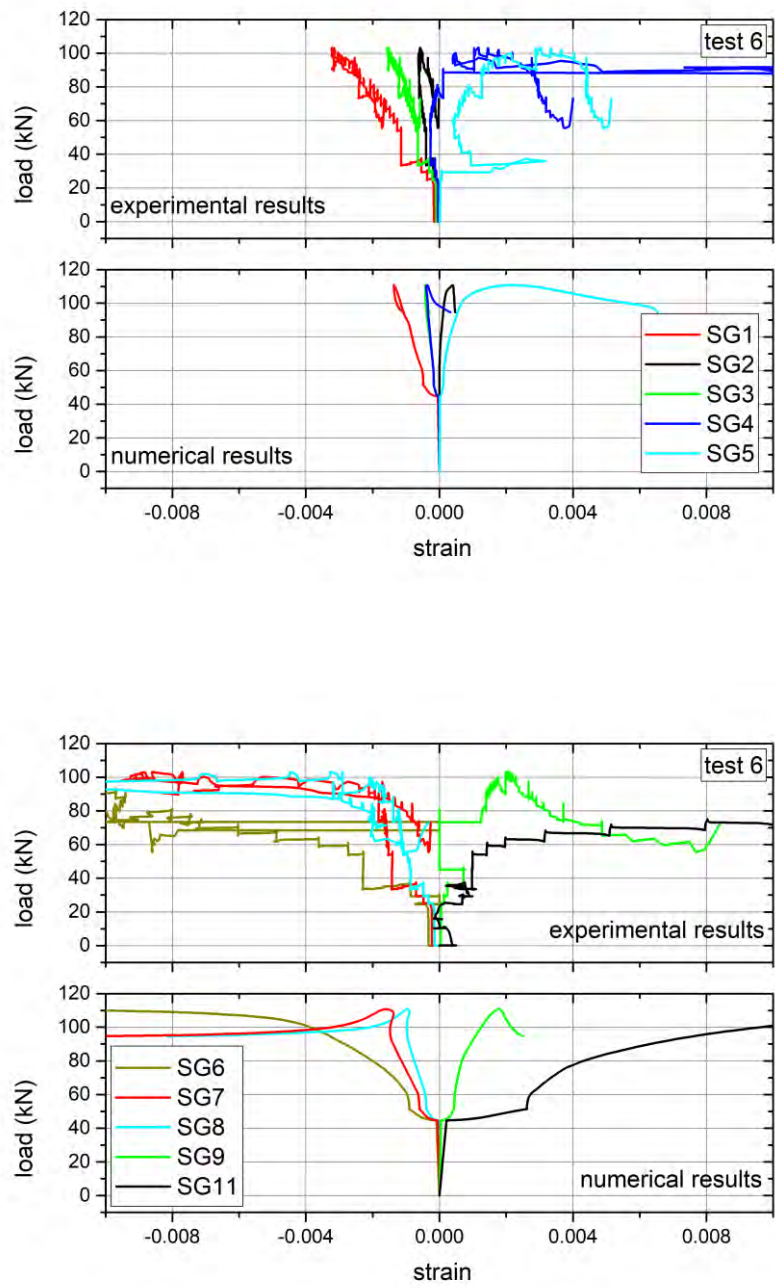 120
100
80
60
40
20
0
load (kN)
test 6
experimental results
120
100
80
60
40
20
0
load (kN)
SG1
SG2
SG3
SG4
SG5
numerical results
-0.008 -0.004 0.000 0.004 0.008
strain
120
100
80
60
40
20
0
load (kN)
test 6
experimental results
120
100
80
60
40
20
0
load (kN)
SG6
SG7
SG8
SG9
SG11
numerical results
-0.008 -0.004 0.000 0.004 0.008
strain